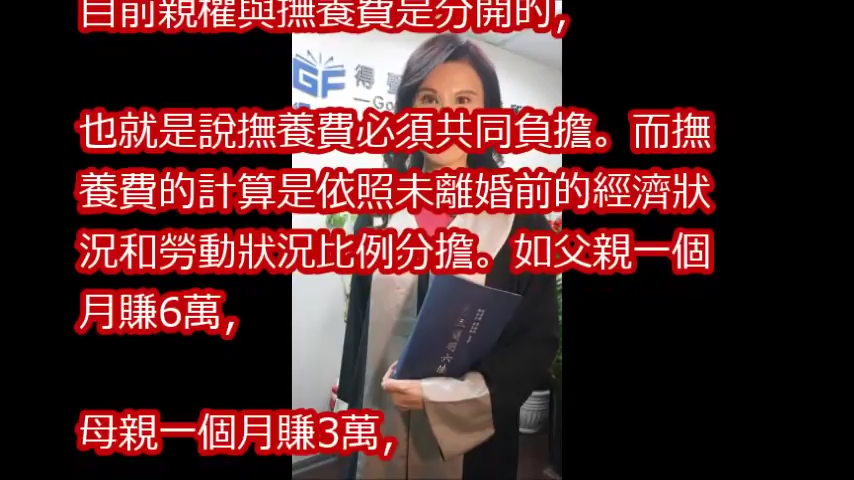 目前親權與撫養費是分開的，
GF 得
也就是說撫養費必須共同負擔。而撫
養費的計算是依照未離婚前的經濟狀
況和勞動狀況比例分擔。如父親一個
月賺6萬，
母親一個月賺3萬，